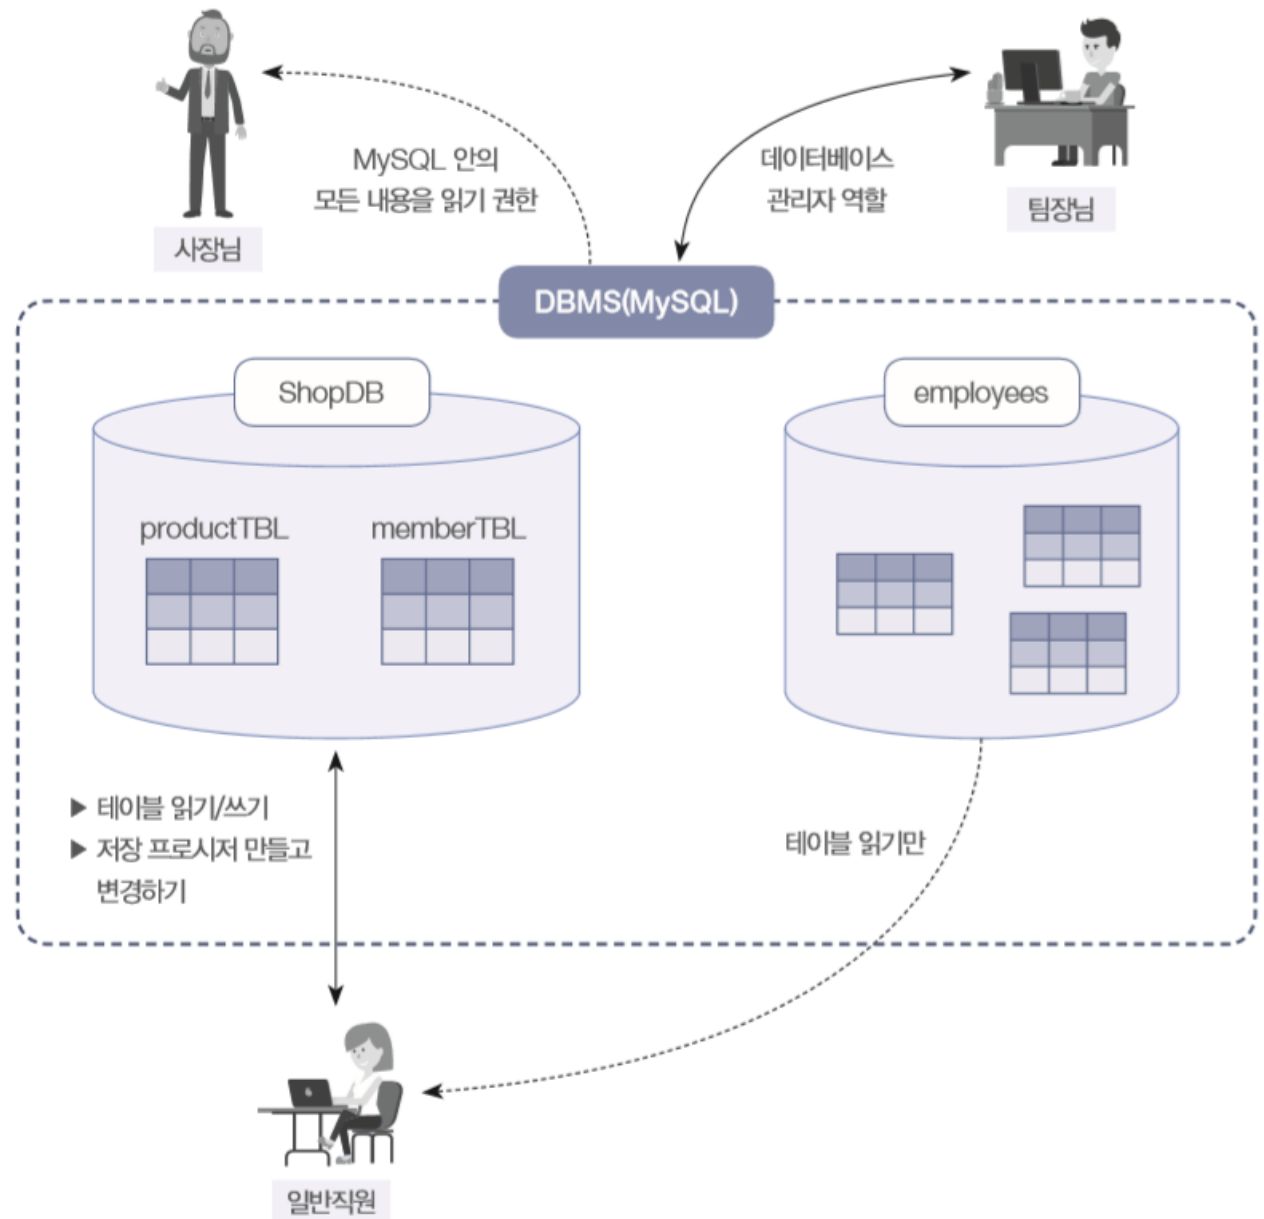 MySQL 안의
모든 내용을 읽기 권한
데이터베이스
관리자 역할
사장님
팀장님
DBMS(MySQL)
ShopDB
employees
productTBL
memberTBL
▶ 테이블 읽기/쓰기
▶ 저장 프로시저 만들고
변경하기
테이블 읽기만
일반직원